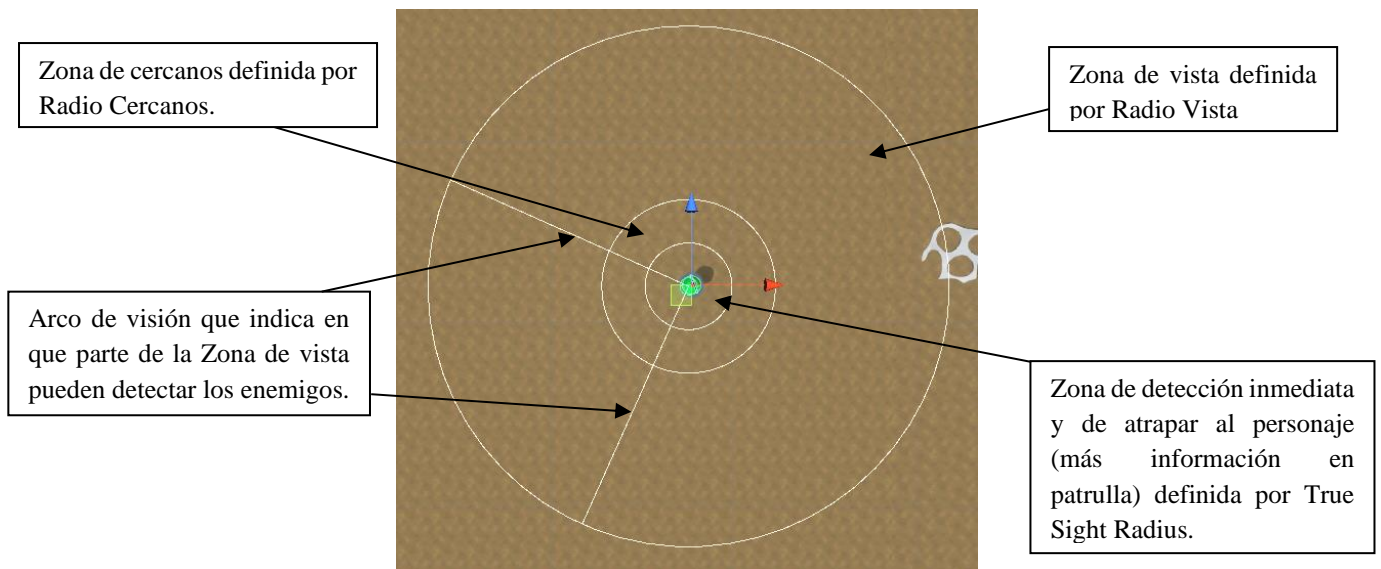 Zona de cercanos definida por
Radio Cercanos.
Zona de vista definida
por Radio Vista
Arco de visión que indica en
que parte de la Zona de vista
pueden detectar los enemigos.
Zona de detección inmediata
y de atrapar al personaje
(más información en
patrulla) definida por True
Sight Radius.